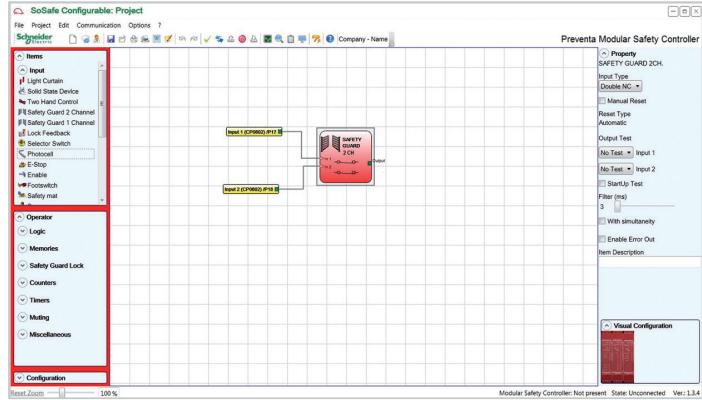 SoSafe Configurable: Project
File Project Edit Communication Options ?
Schneider Electric
Company - Name
Preventa Modular Safety Controller
Items
Input
Light Curtain
Solid State Device
Two Hand Control
Safety Guard 2 Channel
Safety Guard 1 Channel
Lock Feedback
Selector Switch
Photocell
E-Stop
Enable
Footswitch
Safety mat
Operator
Logic
Memories
Safety Guard Lock
Counters
Timers
Muting
Miscellaneous
Configuration
Input 1 (CP0802) /P17
Input 2 (CP0802) /P18
SAFETY
GUARD
2 CH
In 1
In 2
Output
Property
SAFETY GUARD 2CH.
Input Type
Double NC
Manual Reset
Reset Type
Automatic
Output Test
No Test Input 1
No Test Input 2
StartUp Test
Filter (ms)
3
With simultaneity
Enable Error Out
Item Description
Visual Configuration
Reset Zoom 100 %
Modular Safety Controller: Not present State: Unconnected Ver.: 1.3.4